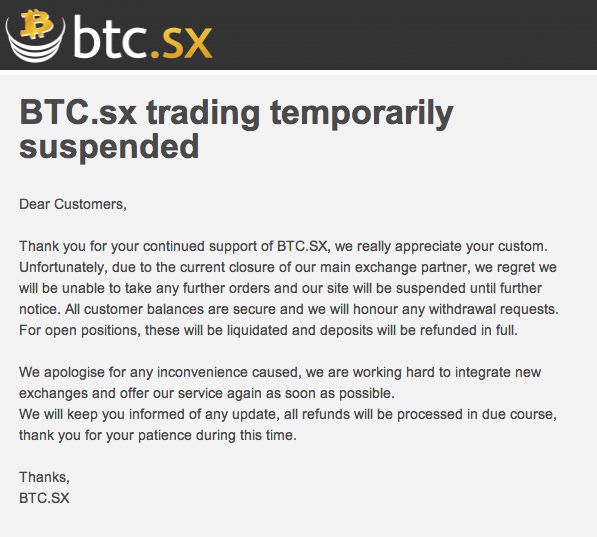 btc.sx
BTC.sx trading temporarily
suspended
Dear Customers,
Thank you for your continued support of BTC.SX, we really appreciate your custom.
Unfortunately, due to the current closure of our main exchange partner, we regret we
will be unable to take any further orders and our site will be suspended until further
notice. All customer balances are secure and we will honour any withdrawal requests.
For open positions, these will be liquidated and deposits will be refunded in full.
We apologise for any inconvenience caused, we are working hard to integrate new
exchanges and offer our service again as soon as possible.
We will keep you informed of any update, all refunds will be processed in due course,
thank you for your patience during this time.
Thanks,
BTC.SX